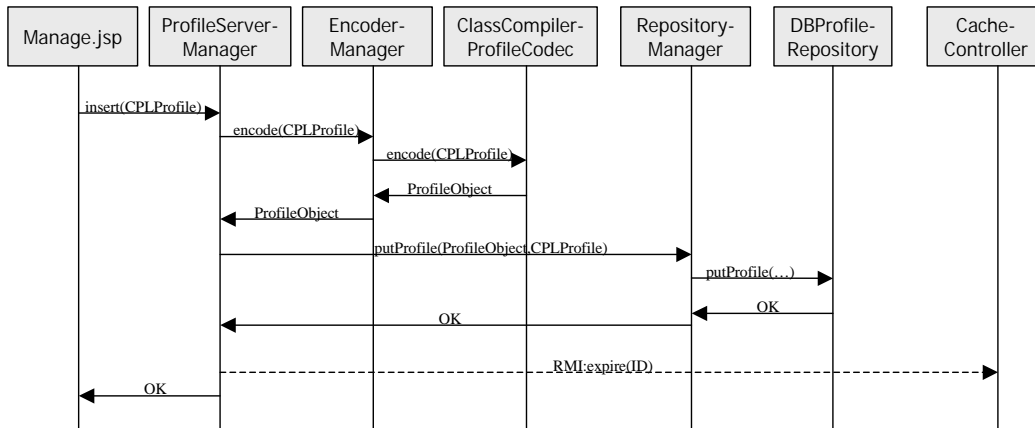 Manage.jsp
ProfileServer-
Manager
Encoder-
Manager
ClassCompiler-
ProfileCodec
Repository-
Manager
DBProfile-
Repository
Cache-
Controller
insert(CPLProfile)
encode(CPLProfile)
encode(CPLProfile)
ProfileObject
ProfileObject
putProfile(ProfileObject,CPLProfile)
putProfile(…)
OK
OK
RMI:expire(ID)
OK